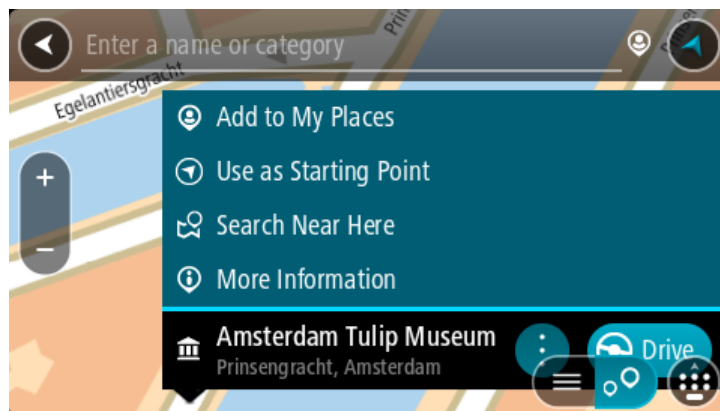 Enter a name or category
Prinsen
Egelantiersgracht
Add to My Places
Use as Starting Point
Search Near Here
More Information
Amsterdam Tulip Museum
Prinsengracht, Amsterdam
Drive